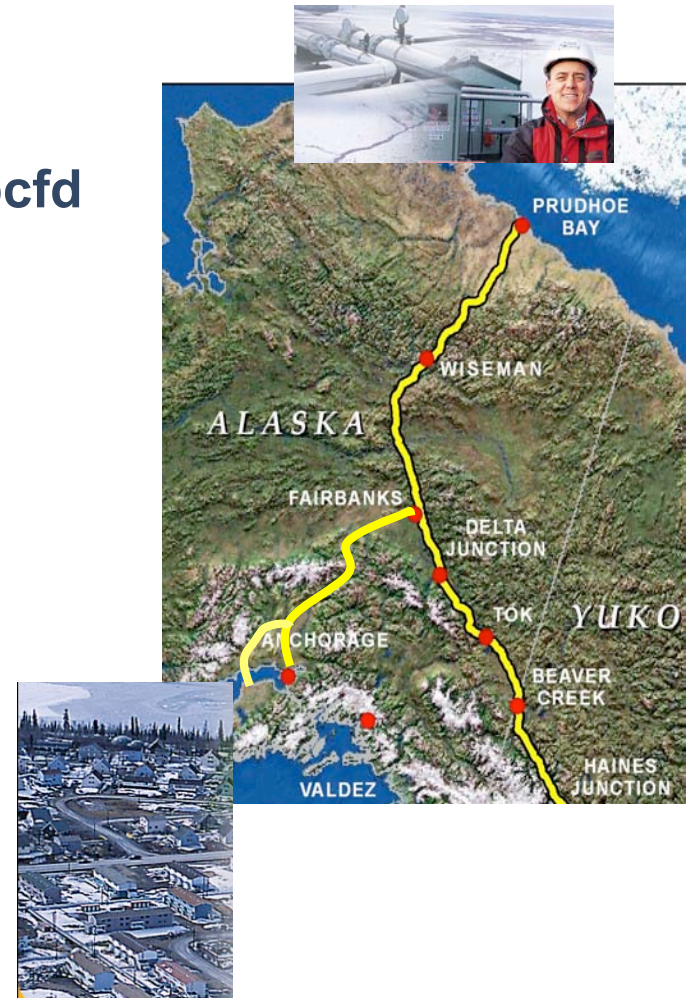 cfd
PRUDHOE
BAY
WISEMAN
ALASKA
FAIRBANKS
DELTA
JUNCTION
TOK
YUKO
ANCHORAGE
BEAVER
CREEK
HAINES
JUNCTION
VALDEZ